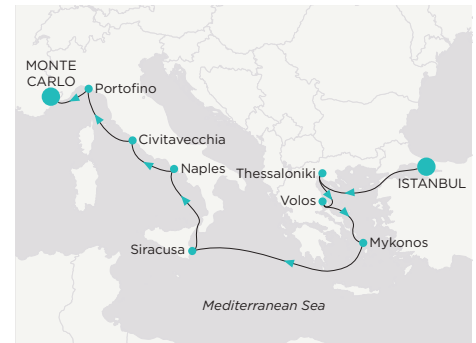 MONTE
CARLO
Portofino
Civitavecchia
Naples
Thessaloniki
ISTANBUL
Volos
Mykonos
Siracusa
Mediterranean Sea